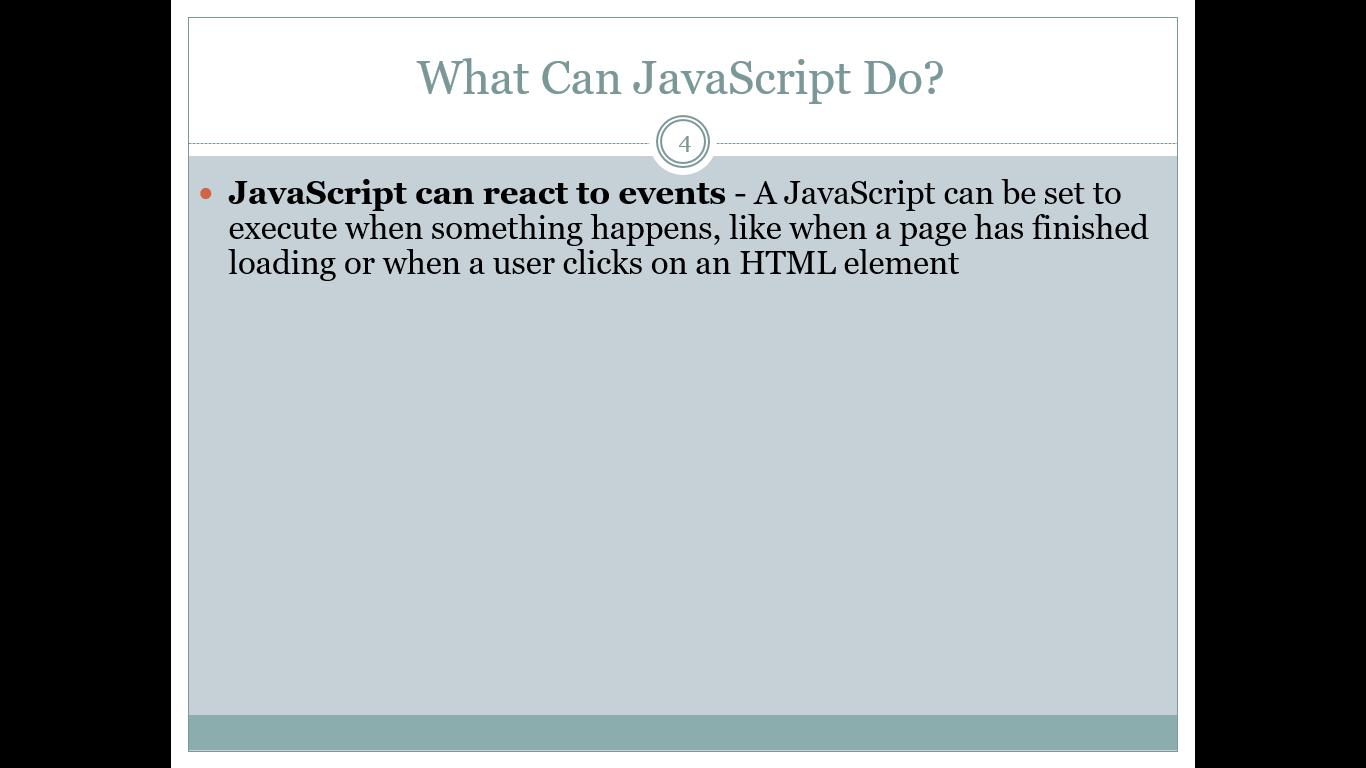 What Can JavaScript Do?
4
• JavaScript can react to events - A JavaScript can be set to
execute when something happens, like when a page has finished
loading or when a user clicks on an HTML element